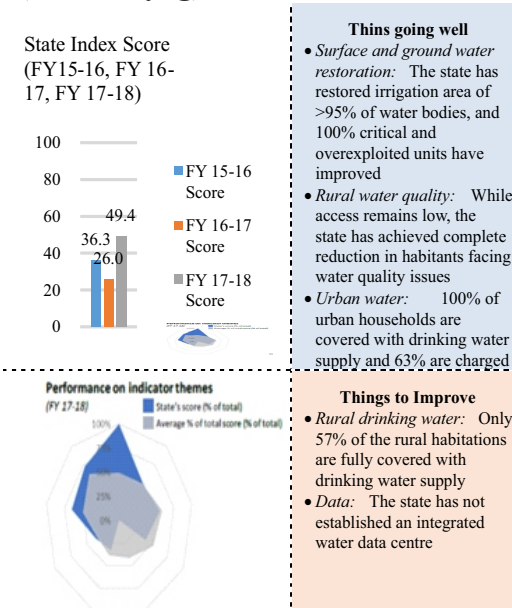 State Index Score
(FY15-16, FY 16-
17, FY 17-18)
100
80
60
40
20
0
36.3
26.0
49.4
FY 15-16
Score
FY 16-17
Score
FY 17-18
Score
Thins going well
• Surface and ground water
restoration: The state has
restored irrigation area of
>95% of water bodies, and
100% critical and
overexploited units have
improved
• Rural water quality: While
access remains low, the
state has achieved complete
reduction in habitants facing
water quality issues
• Urban water: 100% of
urban households are
covered with drinking water
supply and 63% are charged
Performance on indicator themes
(FY 17-18)
State's score (% of total)
Average % of total score (% of total)
100%
50%
25%
0%
Things to Improve
• Rural drinking water: Only
57% of the rural habitations
are fully covered with
drinking water supply
• Data: The state has not
established an integrated
water data centre